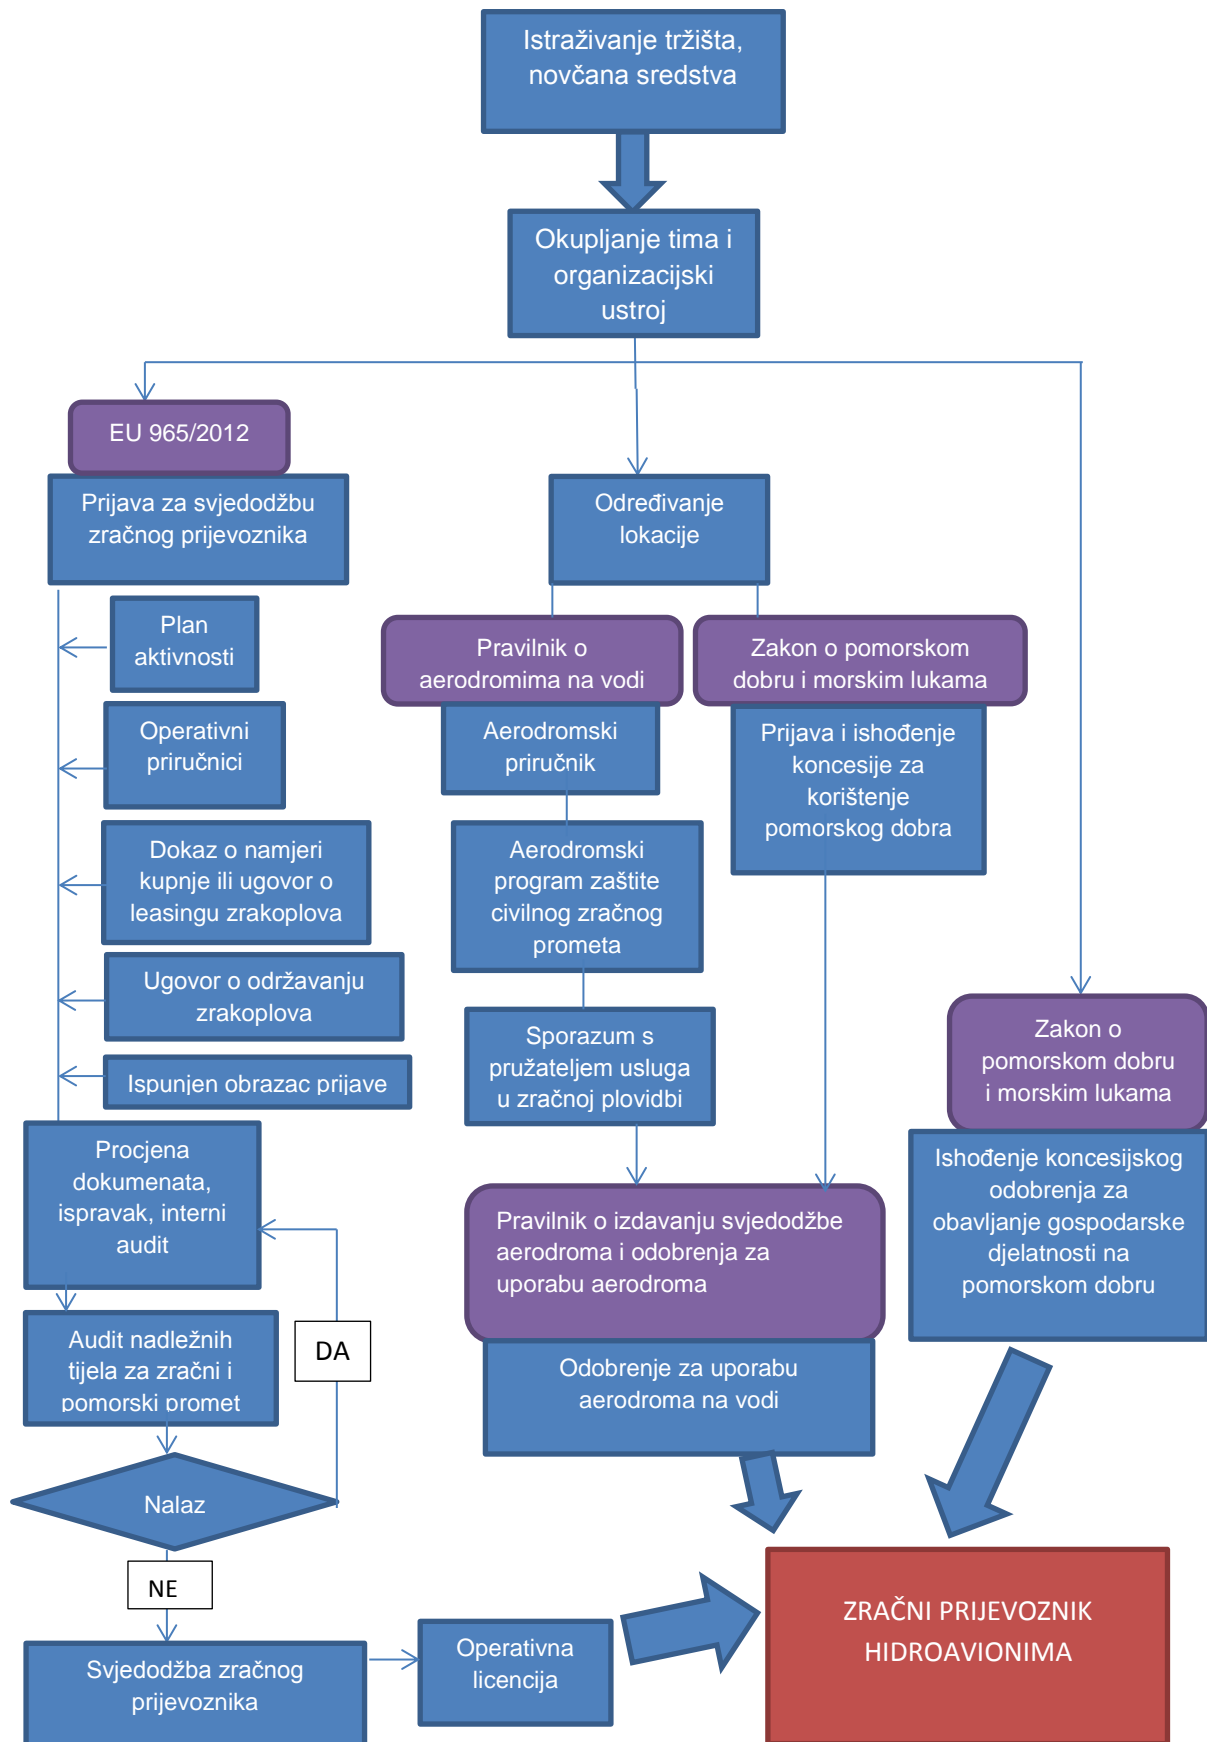 Istraživanje tržišta,
novčana sredstva
Okupljanje tima i
organizacijski
ustroj
EU 965/2012
Prijava za svjedodžbu
zračnog prijevoznika
Plan
aktivnosti
Operativni
priručnici
Dokaz o namjeri
kupnje ili ugovor o
leasingu zrakoplova
Ugovor o održavanju
zrakoplova
Ispunjen obrazac prijave
Procjena
dokumenata,
ispravak, interni
audit
Audit nadležnih
tijela za zračni i
pomorski promet
DA
Nalaz
NE
Svjedodžba zračnog
prijevoznika
Operativna
licencija
Određivanje
lokacije
Pravilnik o
aerodromima na vodi
Aerodromski
priručnik
Aerodromski
program zaštite
civilnog zračnog
prometa
Sporazum s
pružateljem usluga
u zračnoj plovidbi
Zakon o pomorskom
dobru i morskim lukama
Prijava i ishođenje
koncesije za
korištenje
pomorskog dobra
Pravilnik o izdavanju svjedodžbe
aerodroma i odobrenja za
uporabu aerodroma
Odobrenje za uporabu
aerodroma na vodi
Zakon o
pomorskom dobru
i morskim lukama
Ishođenje koncesijskog
odobrenja za
obavljanje gospodarske
djelatnosti na
pomorskom dobru
ZRAČNI PRIJEVOZNIK
HIDROAVIONIMA